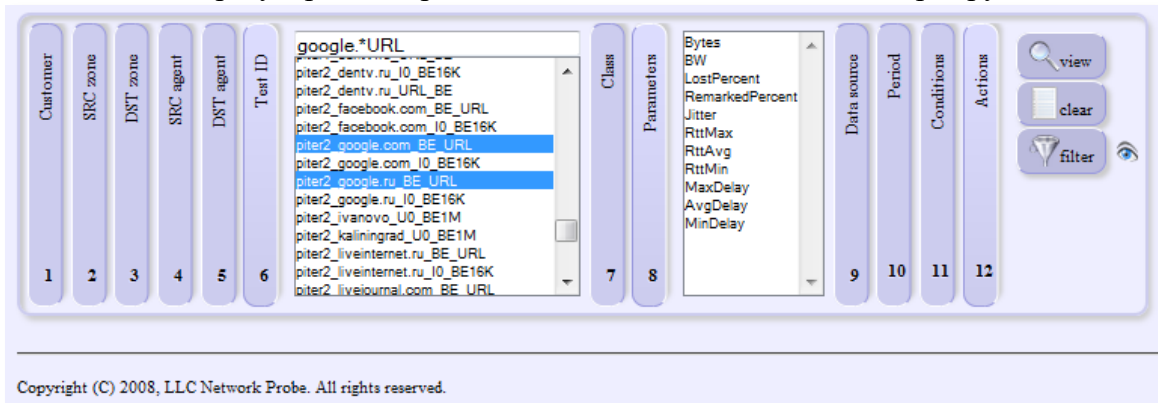 Customer
1
SRC zone
2
DST zone
3
SRC agent
4
DST agent
5
Test ID
6
google.*URL
piter2_dentv.ru_I0_BE16K
piter2_dentv.ru_URL_BE
piter2_facebook.com_BE_URL
piter2_facebook.com_I0_BE16K
piter2_google.com_BE_URL
piter2_google.com_I0_BE16K
piter2_google.ru_BE_URL
piter2_google.ru_I0_BE16K
piter2_ivanovo_U0_BE1M
piter2_kaliningrad_U0_BE1M
piter2_liveinternet.ru_BE_URL
piter2_liveinternet.ru_I0_BE16K
piter2_livejournal.com_BE_URL
Class
7
Parameters
8
Bytes
BW
LostPercent
RemarkedPercent
Jitter
RttMax
RttAvg
RttMin
MaxDelay
AvgDelay
MinDelay
Data source
9
Period
10
Conditions
11
Actions
12
view
clear
filter
Copyright (C) 2008, LLC Network Probe. All rights reserved.